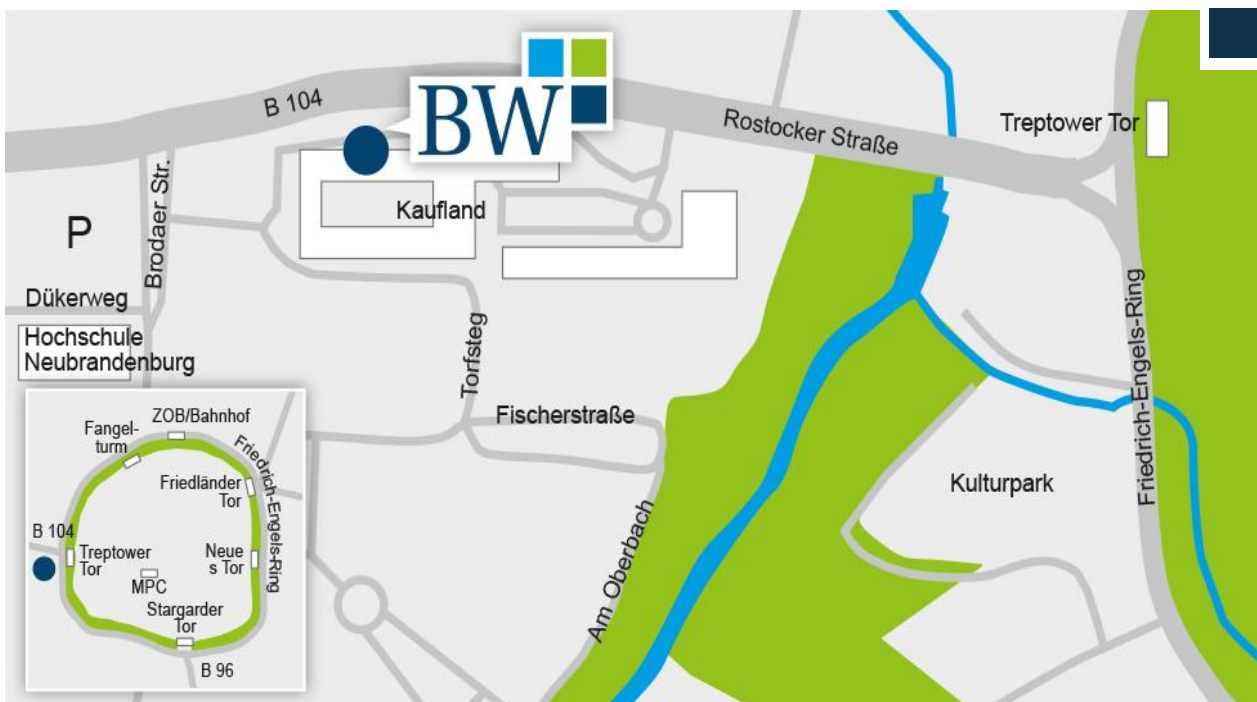 B 104
BW
Rostocker Straße
Treptower Tor
Brodaer Str.
P
Kaufland
Dükerweg
Hochschule
Neubrandenburg
Torfsteg
Fischerstraße
Friedrich-Engels-Ring
Kulturpark
Am Oberbach
ZOB/Bahnhof
Fangel-
turm
Friedrich-Engels-Ring
Friedländer
Tor
B 104
Treptower
Tor
Neue
s Tor
MPC
Stargarder
Tor
B 96